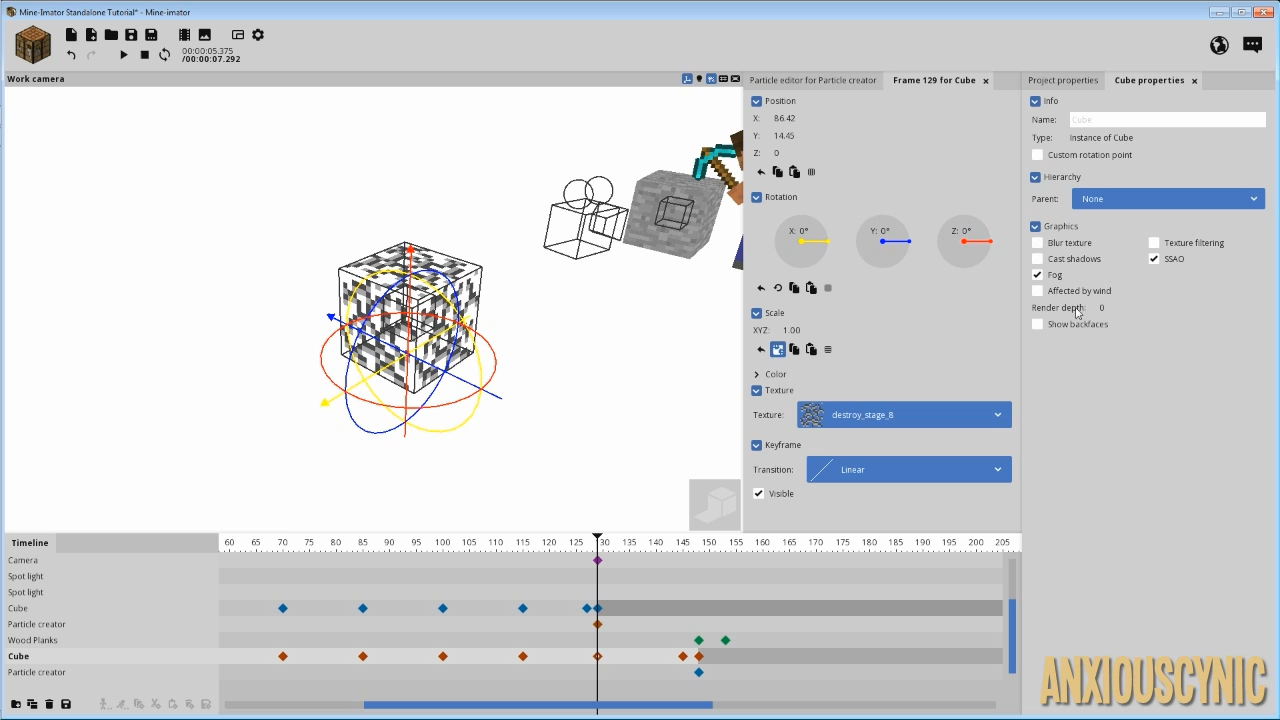 Mine-Imator Standalone Tutorial* - Mine-imator
00:00:05.375
/00:00:07.292
Work camera
Particle editor for Particle creator
Frame 129 for Cube
Project properties
Cube properties
Position
X: 86.42
Y: 14.45
Z: 0
Rotation
X: 0°
Y: 0°
Z: 0°
Scale
XYZ: 1.00
Color
Texture
Texture: destroy_stage_8
Keyframe
Transition: Linear
Visible
Info
Name: Cube
Type: Instance of Cube
Custom rotation point
Hierarchy
Parent: None
Graphics
Blur texture
Texture filtering
Cast shadows
SSAO
Fog
Affected by wind
Render depth: 0
Show backfaces
Timeline
60 65 70 75 80 85 90 95 100 105 110 115 120 125 130 135 140 145 150 155 160 165 170 175 180 185 190 195 200 205
Camera
Spot light
Spot light
Cube
Particle creator
Wood Planks
Cube
Particle creator
ANXIOUSCYNIC